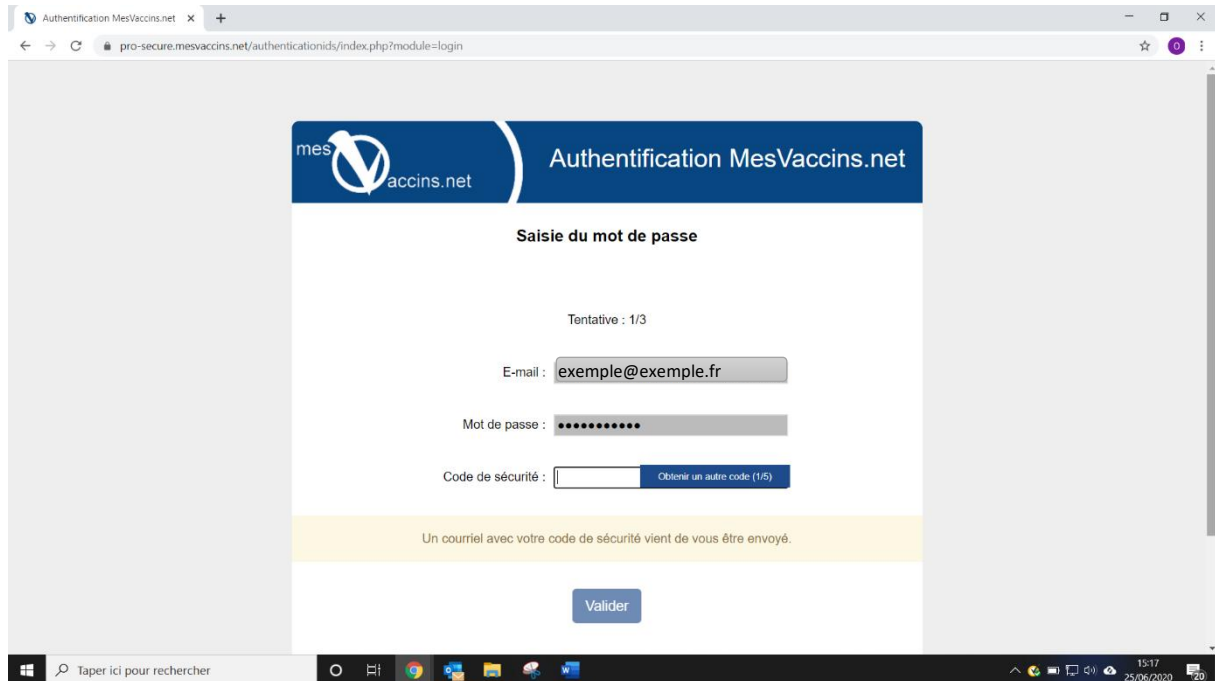 Authentification MesVaccins.net
pro-secure.mesvaccins.net/authenticationids/index.php?module=login
O
mes
Vaccins.net
Authentification MesVaccins.net
Saisie du mot de passe
Tentative : 1/3
E-mail : exemple@exemple.fr
Mot de passe : •••••••••••
Code de sécurité : Obtenir un autre code (1/5)
Un courriel avec votre code de sécurité vient de vous être envoyé.
Valider
Taper ici pour rechercher
15:17
25/06/2020
20